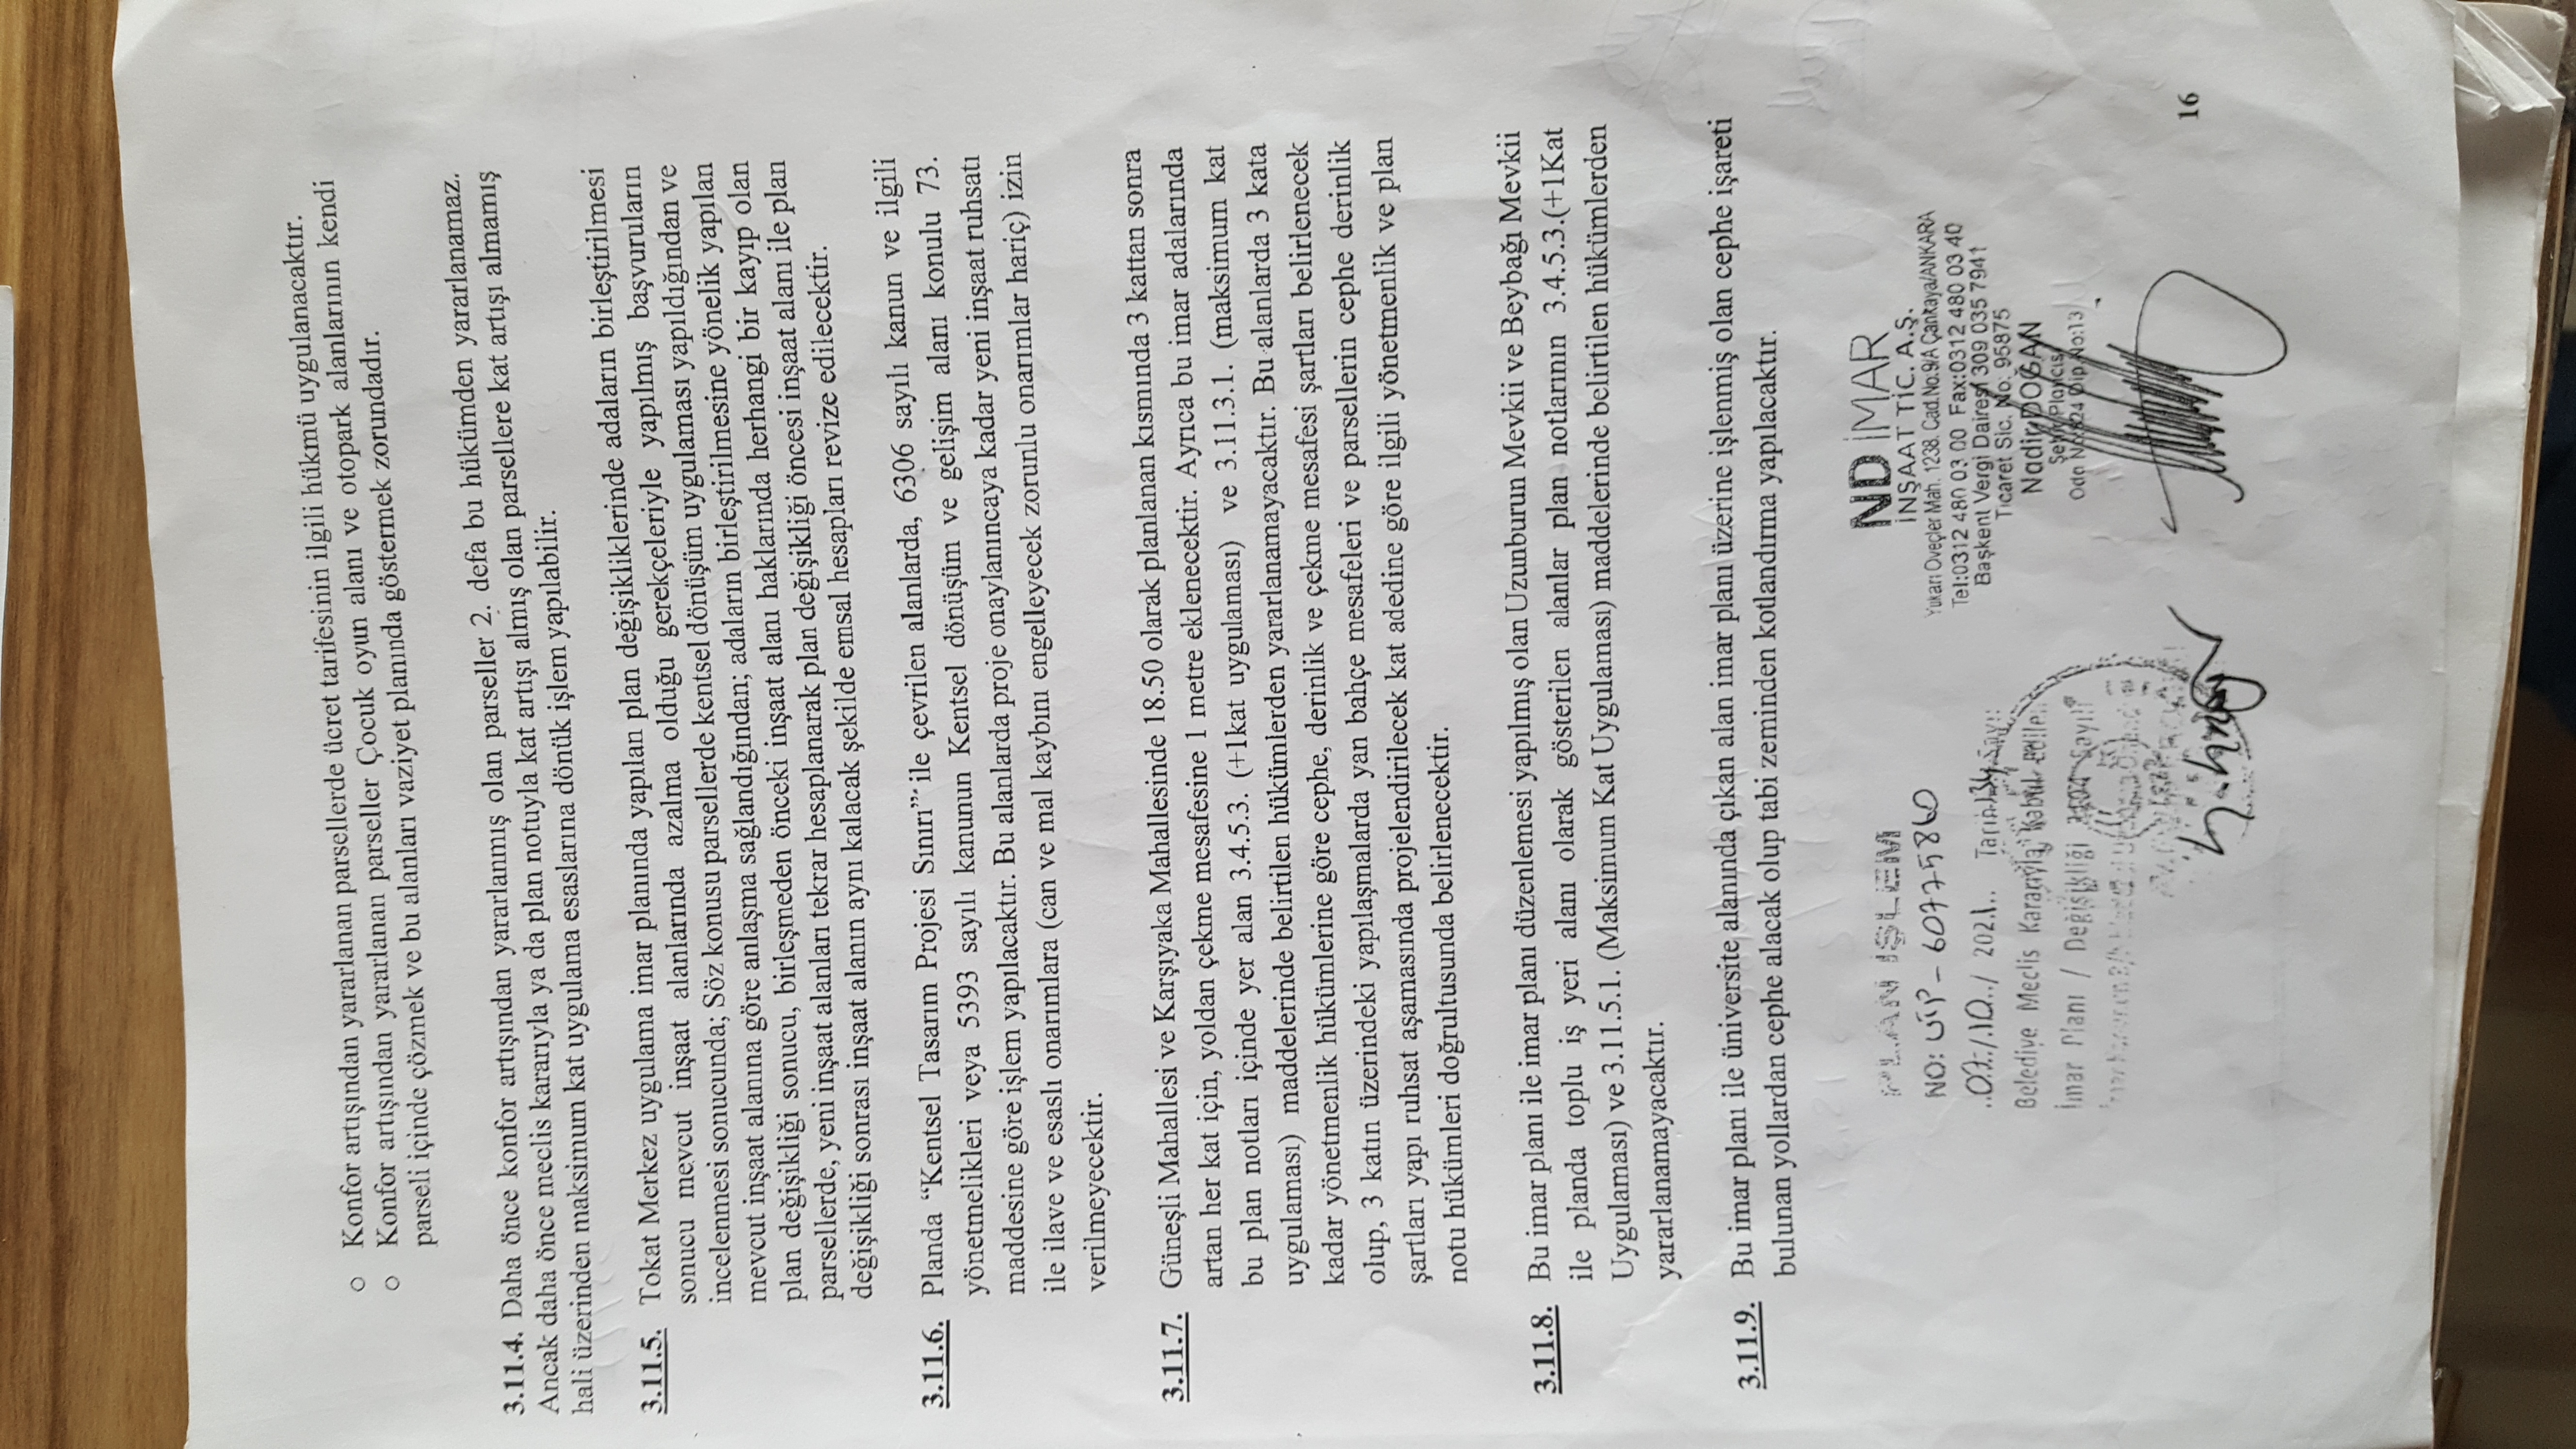 o Konfor artışından yararlanan parsellerde ücret tarifesinin ilgili hükmü uygulanacaktır.
o Konfor artışından yararlanan parseller Çocuk oyun alanı ve otopark alanlarının kendi
parseli içinde çözmek ve bu alanları vaziyet planında göstermek zorundadır.
3.11.4. Daha önce konfor artışından yararlanmış olan parseller 2. defa bu hükümden yararlanamaz.
Ancak daha önce meclis kararıyla ya da plan notuyla kat artışı almış olan parsellere kat artışı almamış
hali üzerinden maksimum kat uygulama esaslarına dönük işlem yapılabilir.
3.11.5. Tokat Merkez uygulama imar planında yapılan plan değişikliklerinde adaların birleştirilmesi
sonucu mevcut inşaat alanlarında azalma olduğu gerekçeleriyle yapılmış başvuruların
incelenmesi sonucunda; Söz konusu parsellerde kentsel dönüşüm uygulaması yapıldığından ve
mevcut inşaat alanına göre anlaşma sağlandığından; adaların birleştirilmesine yönelik yapılan
plan değişikliği sonucu, birleşmeden önceki inşaat alanı haklarında herhangi bir kayıp olan
parsellerde, yeni inşaat alanları tekrar hesaplanarak plan değişikliği öncesi inşaat alanı ile plan
değişikliği sonrası inşaat alanın aynı kalacak şekilde emsal hesapları revize edilecektir.
3.11.6. Planda “Kentsel Tasarım Projesi Sınırı” ile çevrilen alanlarda, 6306 sayılı kanun ve ilgili
yönetmelikleri veya 5393 sayılı kanunun Kentsel dönüşüm ve gelişim alanı konulu 73.
maddesine göre işlem yapılacaktır. Bu alanlarda proje onaylanıncaya kadar yeni inşaat ruhsatı
ile ilave ve esaslı onarımlara (can ve mal kaybını engelleyecek zorunlu onarımlar hariç) izin
verilmeyecektir.
3.11.7. Güneşli Mahallesi ve Karşıyaka Mahallesinde 18.50 olarak planlanan kısmında 3 kattan sonra
artan her kat için, yoldan çekme mesafesine 1 metre eklenecektir. Ayrıca bu imar adalarında
bu plan notları içinde yer alan 3.4.5.3. (+1kat uygulaması) ve 3.11.3.1. (maksimum kat
uygulaması) maddelerinde belirtilen hükümlerden yararlanamayacaktır. Bu alanlarda 3 kata
kadar yönetmenlik hükümlerine göre cephe, derinlik ve çekme mesafesi şartları belirlenecek
olup, 3 katın üzerindeki yapılaşmalarda yan bahçe mesafeleri ve parsellerin cephe derinlik
şartları yapı ruhsat aşamasında projelendirilecek kat adedine göre ilgili yönetmenlik ve plan
notu hükümleri doğrultusunda belirlenecektir.
3.11.8. Bu imar planı ile imar planı düzenlemesi yapılmış olan Uzunburun Mevkii ve Beybağı Mevkii
ile planda toplu iş yeri alanı olarak gösterilen alanlar plan notlarının 3.4.5.3.(+1Kat
Uygulaması) ve 3.11.5.1. (Maksimum Kat Uygulaması) maddelerinde belirtilen hükümlerden
yararlanamayacaktır.
3.11.9. Bu imar planı ile üniversite alanında çıkan alan imar planı üzerine işlenmiş olan cephe işareti
bulunan yollardan cephe alacak olup tabi zeminden kotlandırma yapılacaktır.
PLAN İŞLEM
NO: UİP - 60775860
..07./.10../ 2021.. Tarih 134 Sayı:
Belediye Meclis Kararıyla Kabul Edilen
İmar Planı / Değişikliği Sayılı
ND İMAR
İNŞAAT TİC. A.Ş.
Yukarı Öveçler Mah. 1238. Cad.No:9/A Çankaya/ANKARA
Tel:0312 480 03 00 Fax:0312 480 03 40
Başkent Vergi Dairesi 309 035 7941
Ticaret Sic. No: 95875
Nadir DOĞAN
Şehir Plancısı
Oda No:824 Dip.No:13
16